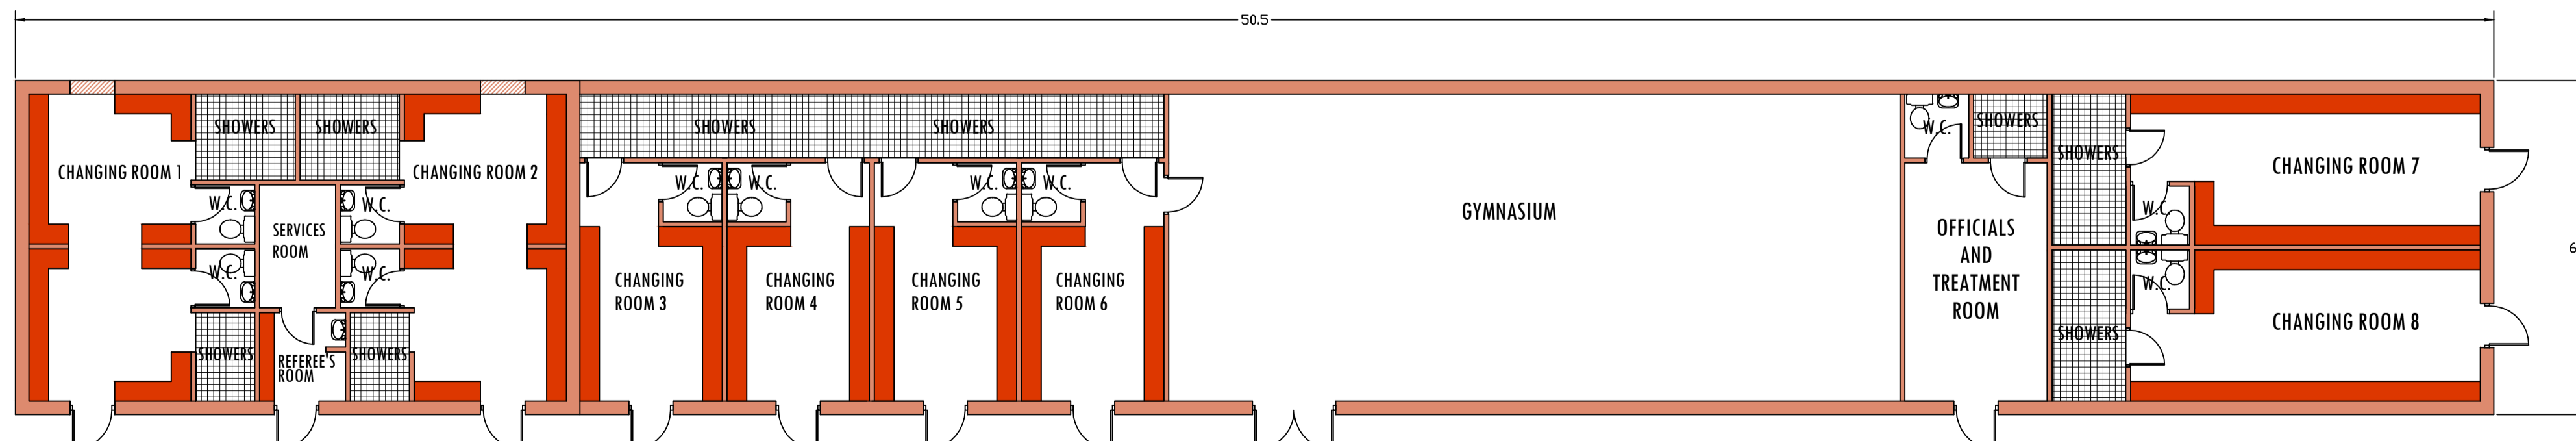 50.5
SHOWERS
SHOWERS
CHANGING ROOM 1
CHANGING ROOM 2
W.C.
W.C.
SERVICES
ROOM
W.C.
W.C.
SHOWERS
REFEREE'S
ROOM
SHOWERS
SHOWERS
SHOWERS
W.C.
W.C.
W.C.
W.C.
CHANGING
ROOM 3
CHANGING
ROOM 4
CHANGING
ROOM 5
CHANGING
ROOM 6
GYMNASIUM
W.C.
SHOWERS
OFFICIALS
AND
TREATMENT
ROOM
SHOWERS
CHANGING ROOM 7
W.C.
W.C.
SHOWERS
CHANGING ROOM 8